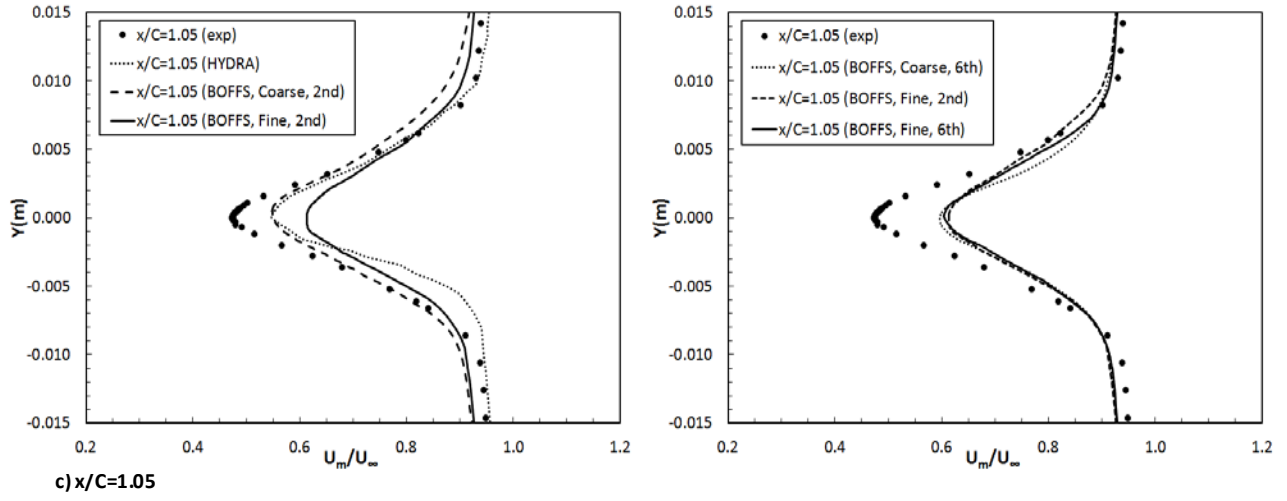 0.015
0.010
0.005
0.000
-0.005
-0.010
-0.015
Y(m)
x/C=1.05 (exp)
x/C=1.05 (HYDRA)
x/C=1.05 (BOFFS, Coarse, 2nd)
x/C=1.05 (BOFFS, Fine, 2nd)
0.2 0.4 0.6 0.8 1.0 1.2
Um/U∞
0.015
0.010
0.005
0.000
-0.005
-0.010
-0.015
Y(m)
x/C=1.05 (exp)
x/C=1.05 (BOFFS, Coarse, 6th)
x/C=1.05 (BOFFS, Fine, 2nd)
x/C=1.05 (BOFFS, Fine, 6th)
0.2 0.4 0.6 0.8 1.0 1.2
Um/U∞
c) x/C=1.05